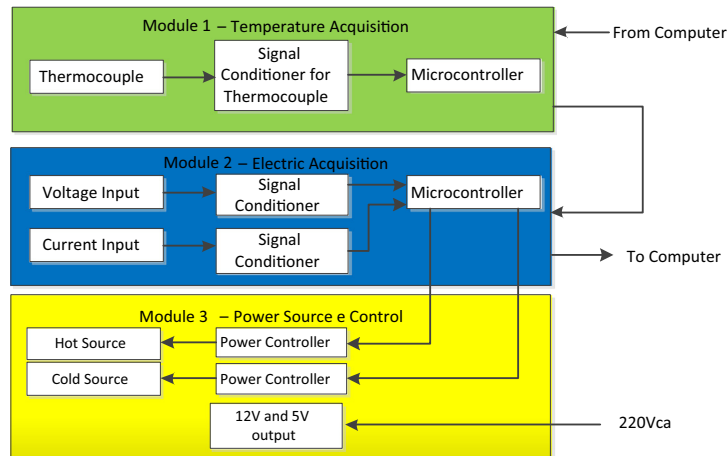 Module 1 – Temperature Acquisition
From Computer
Thermocouple
Signal
Conditioner for
Thermocouple
Microcontroller
Module 2 – Electric Acquisition
Voltage Input
Signal
Conditioner
Microcontroller
Current Input
Signal
Conditioner
To Computer
Module 3 – Power Source e Control
Hot Source
Power Controller
Cold Source
Power Controller
12V and 5V
output
220Vca